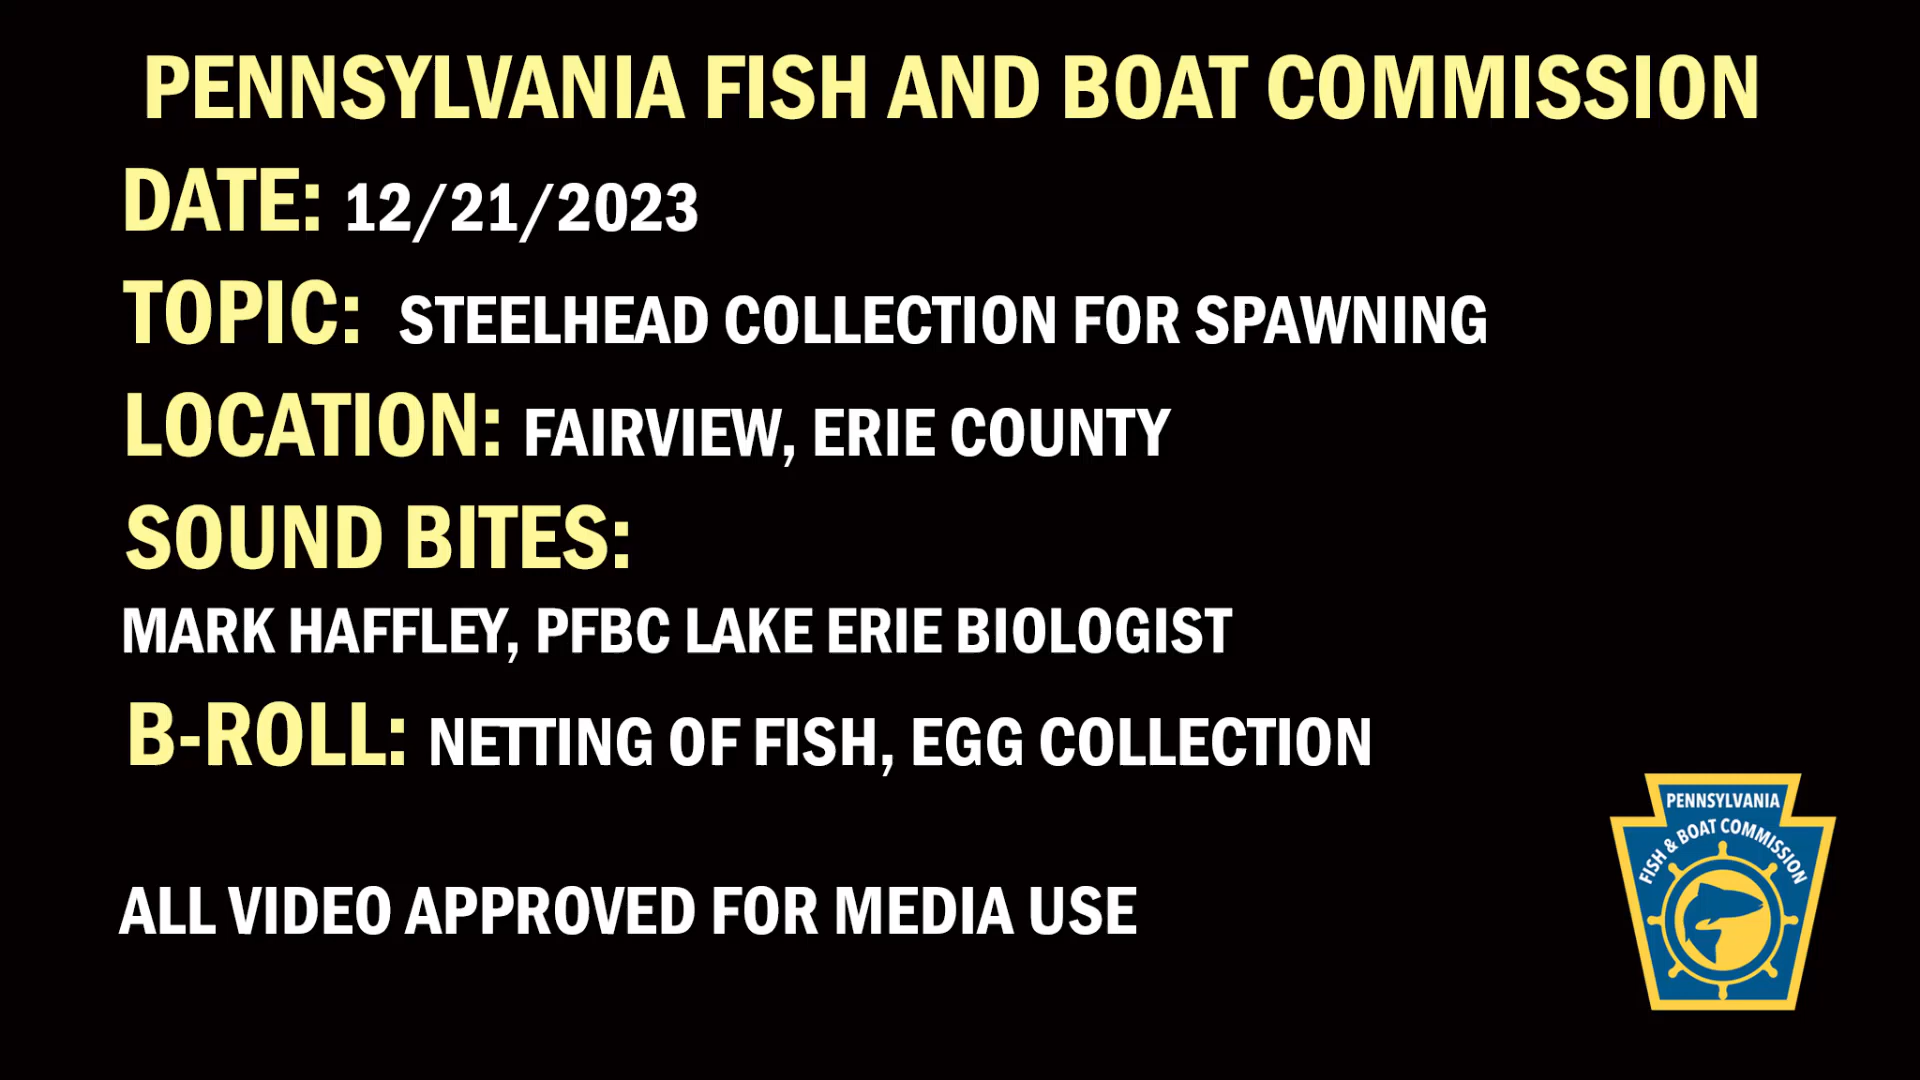 PENNSYLVANIA FISH AND BOAT COMMISSION
DATE: 12/21/2023
TOPIC: STEELHEAD COLLECTION FOR SPAWNING
LOCATION: FAIRVIEW, ERIE COUNTY
SOUND BITES:
MARK HAFFLEY, PFBC LAKE ERIE BIOLOGIST
B-ROLL: NETTING OF FISH, EGG COLLECTION
ALL VIDEO APPROVED FOR MEDIA USE
PENNSYLVANIA
FISH & BOAT COMMISSION